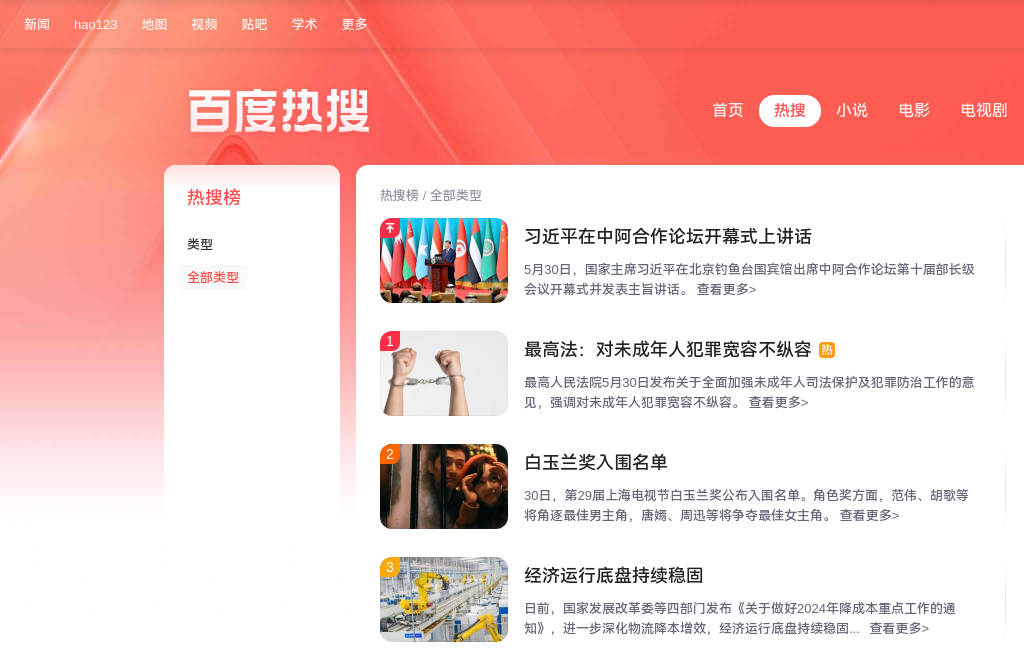 新闻 hao123 地图 视频 贴吧 学术 更多
百度热搜
首页 热搜 小说 电影 电视剧
热搜榜
类型
全部类型
热搜榜 / 全部类型
习近平在中阿合作论坛开幕式上讲话
5月30日，国家主席习近平在北京钓鱼台国宾馆出席中阿合作论坛第十届部长级
会议开幕式并发表主旨讲话。 查看更多>
1
最高法：对未成年人犯罪宽容不纵容 热
最高人民法院5月30日发布关于全面加强未成年人司法保护及犯罪防治工作的意
见，强调对未成年人犯罪宽容不纵容。 查看更多>
2
白玉兰奖入围名单
30日，第29届上海电视节白玉兰奖公布入围名单。角色奖方面，范伟、胡歌等
将角逐最佳男主角，唐嫣、周迅等将争夺最佳女主角。 查看更多>
3
经济运行底盘持续稳固
日前，国家发展改革委等四部门发布《关于做好2024年降成本重点工作的通
知》，进一步深化物流降本增效，经济运行底盘持续稳固... 查看更多>